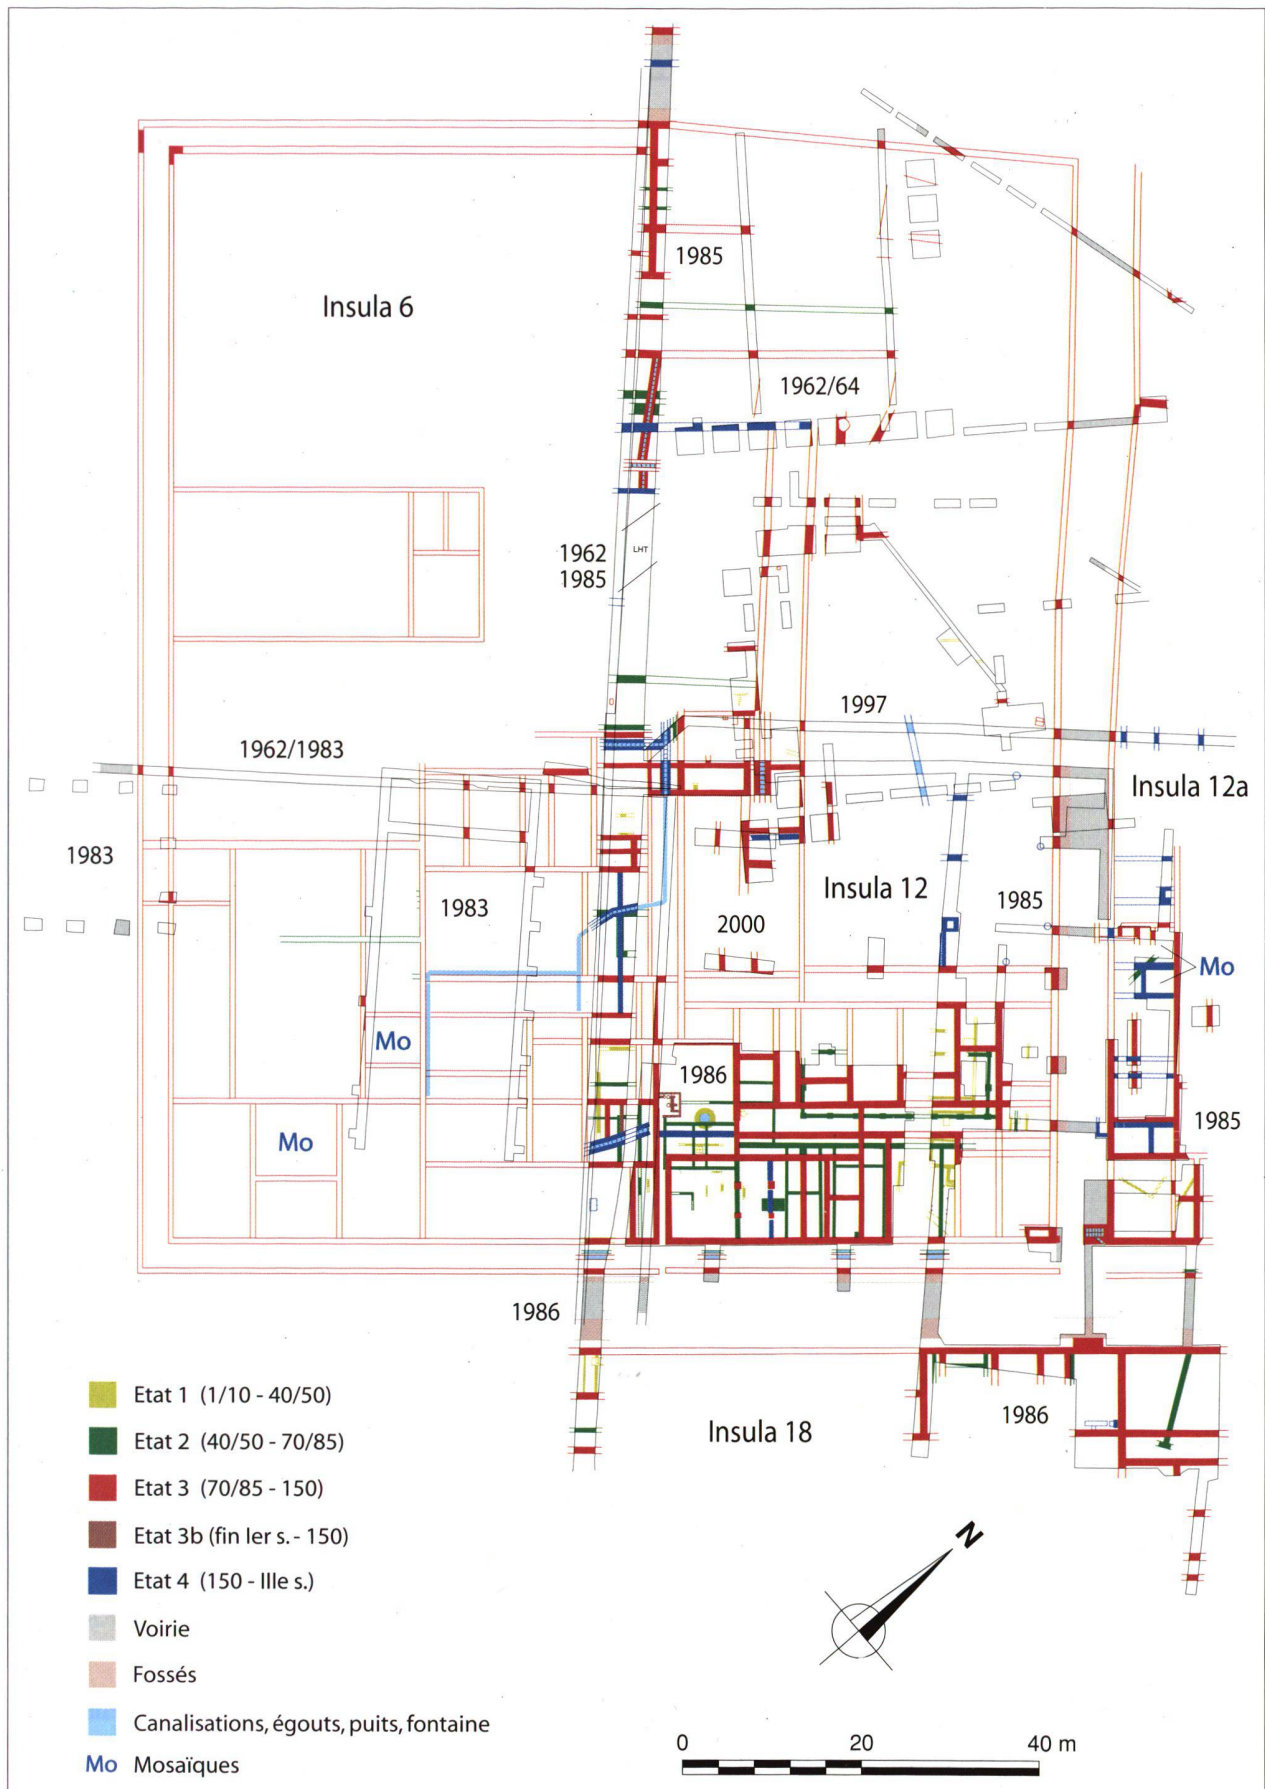 1985
Insula 6
1962/64
1962
1985
LHT
1997
1962/1983
Insula 12a
1983
Insula 12
1983
1985
2000
Mo
Mo
1986
Mo
1985
1986
1986
Insula 18
Etat 1 (1/10 - 40/50)
Etat 2 (40/50 - 70/85)
Etat 3 (70/85 - 150)
Etat 3b (fin Ier s. - 150)
Etat 4 (150 - IIIe s.)
Voirie
Fossés
Canalisations, égouts, puits, fontaine
Mo Mosaïques
N
0 20 40 m